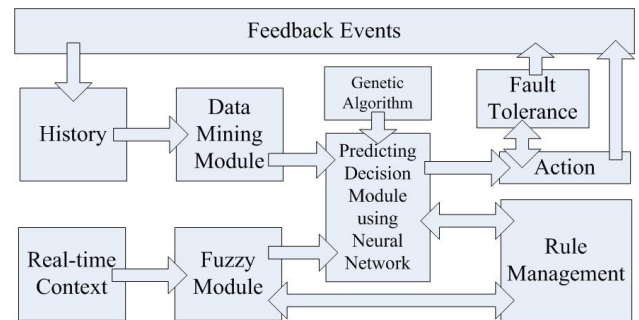 Feedback Events
History
Data
Mining
Module
Genetic
Algorithm
Predicting
Decision
Module
using
Neural
Network
Fault
Tolerance
Action
Real-time
Context
Fuzzy
Module
Rule
Management